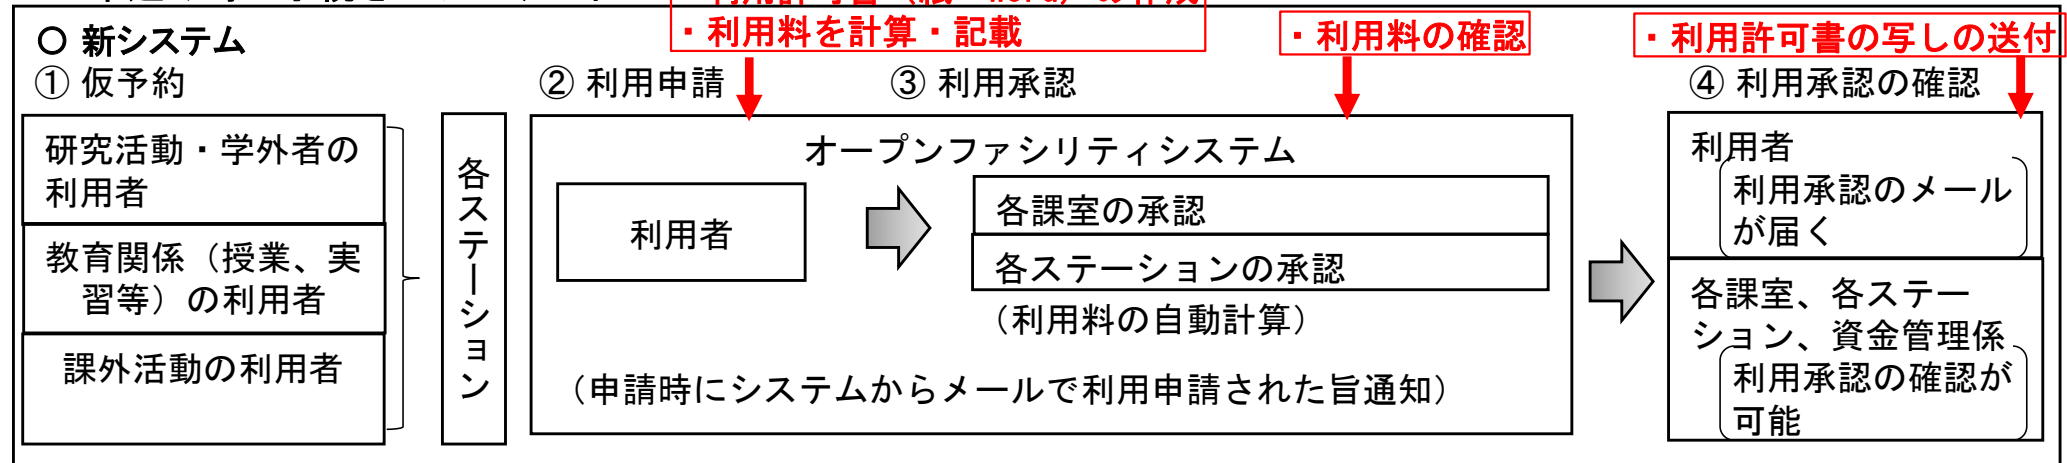 ・利用料を計算・記載
・利用料の確認
・利用許可書の写しの送付
○ 新システム
① 仮予約
② 利用申請
③ 利用承認
④ 利用承認の確認
研究活動・学外者の
利用者
教育関係（授業、実
習等）の利用者
課外活動の利用者
各ステーション
オープンファシリティシステム
利用者
各課室の承認
各ステーションの承認
（利用料の自動計算）
（申請時にシステムからメールで利用申請された旨通知）
利用者
利用承認のメール
が届く
各課室、各ステー
ション、資金管理係
利用承認の確認が
可能